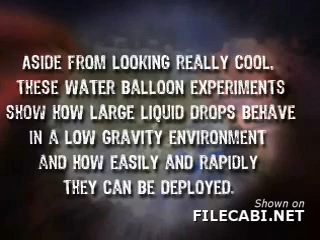 ASIDE FROM LOOKING REALLY COOL,
THESE WATER BALLOON EXPERIMENTS
SHOW HOW LARGE LIQUID DROPS BEHAVE
IN A LOW GRAVITY ENVIRONMENT
AND HOW EASILY AND RAPIDLY
THEY CAN BE DEPLOYED.
Shown on
FILECABI.NET